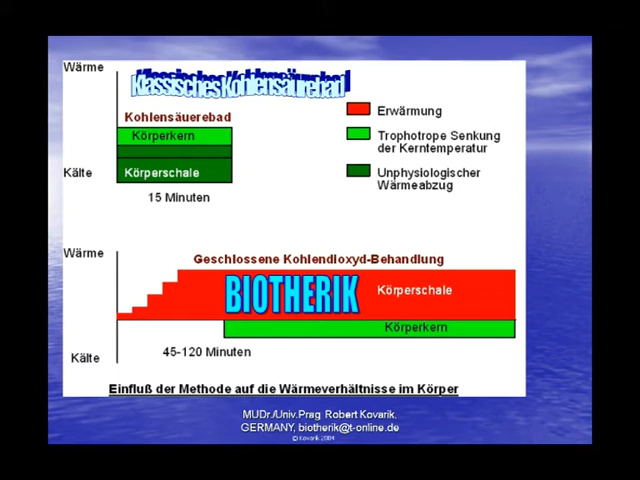 Wärme
Klassisches Kohlensäurebad
Kohlensäuerebad
Körperkern
Körperschale
Kälte
15 Minuten
Erwärmung
Trophotrope Senkung
der Kerntemperatur
Unphysiologischer
Wärmeabzug
Wärme
Geschlossene Kohlendioxyd-Behandlung
BIOTHERIK
Körperschale
Körperkern
45-120 Minuten
Kälte
Einfluß der Methode auf die Wärmeverhältnisse im Körper
MUDr./Univ.Prag Robert Kovarik,
GERMANY, biotherik@t-online.de
© Kovarik 2004